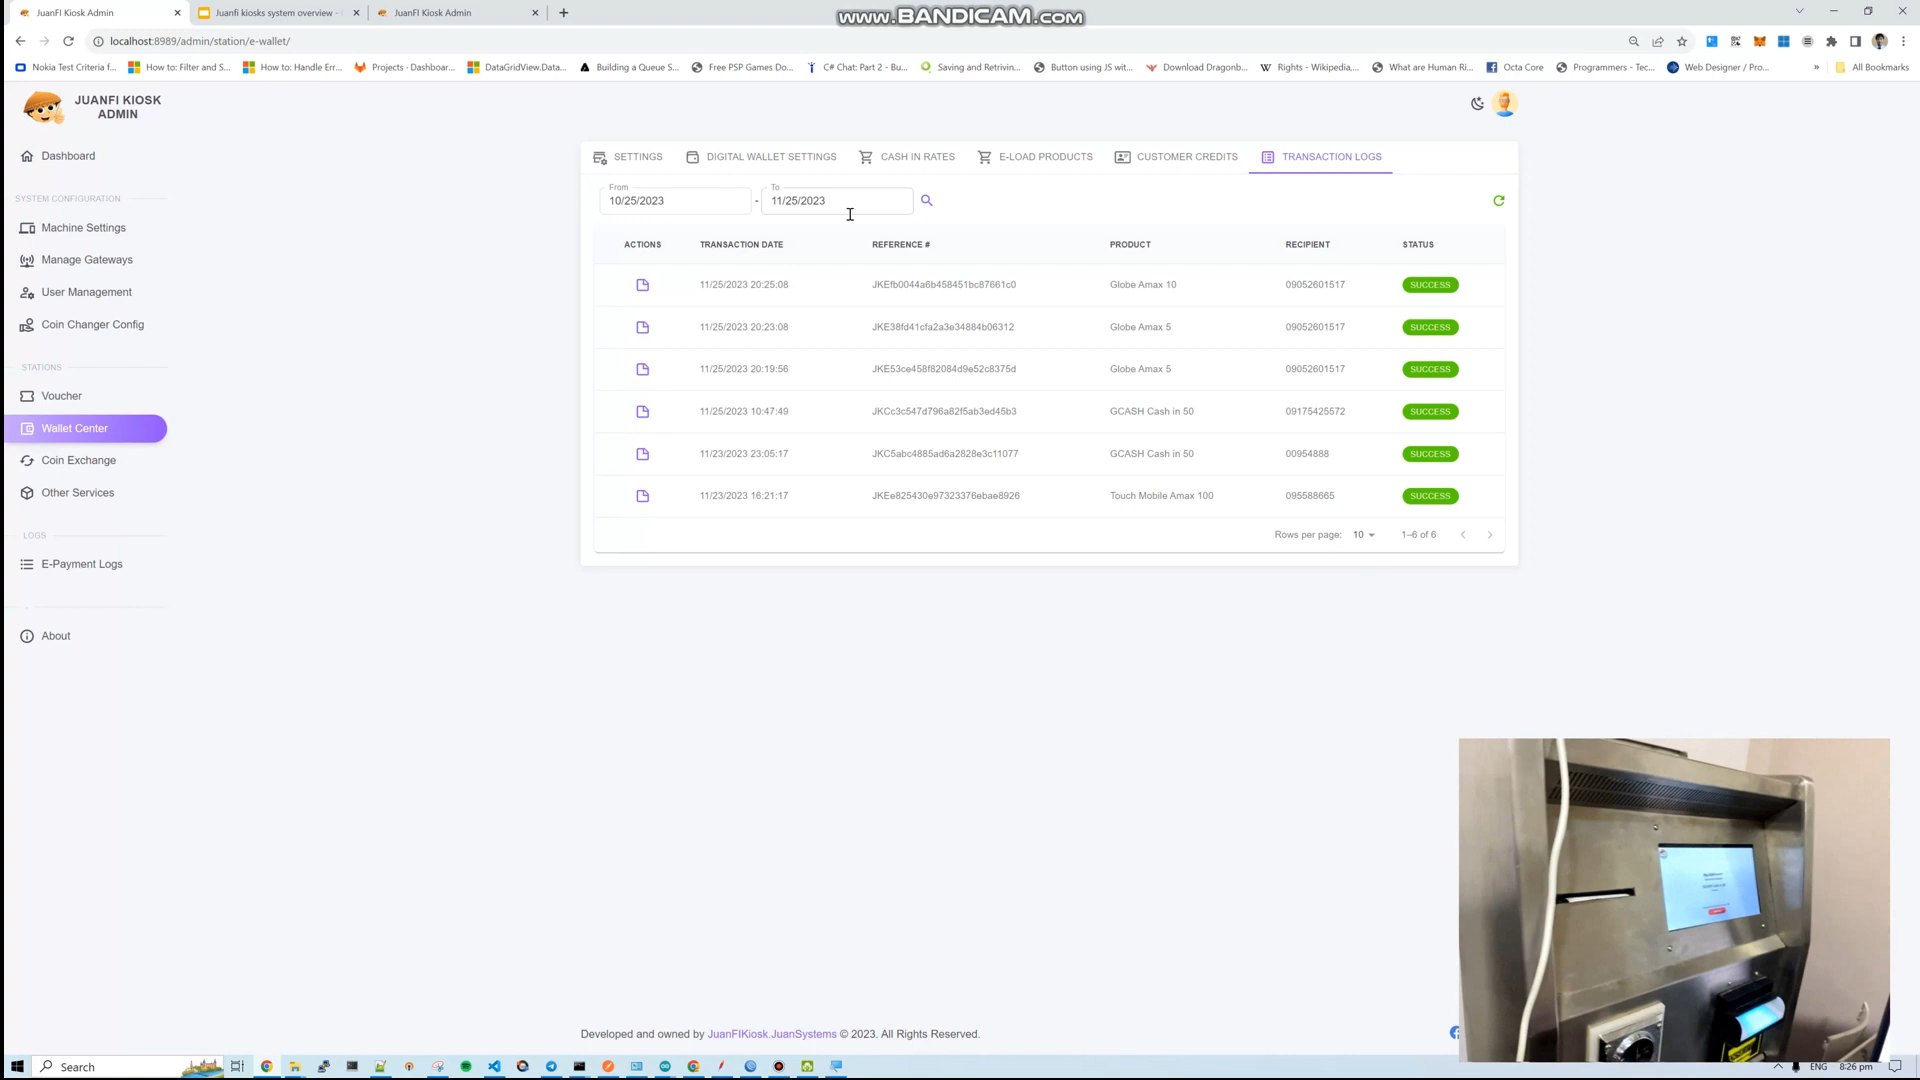 JuanFI Kiosk Admin
Juanfi kiosks system overview -
JuanFI Kiosk Admin
www.BANDICAM.com
localhost:8989/admin/station/e-wallet/
Nokia Test Criteria f...
How to: Filter and S...
How to: Handle Err...
Projects · Dashboar...
DataGridView.Data...
Building a Queue S...
Free PSP Games Do...
C# Chat: Part 2 - Bu...
Saving and Retrivin...
Button using JS wit...
Download Dragonb...
Rights - Wikipedia,...
What are Human Ri...
Octa Core
Programmers - Tec...
Web Designer / Pro...
»
All Bookmarks
JUANFI KIOSK
ADMIN
Dashboard
SYSTEM CONFIGURATION
Machine Settings
Manage Gateways
User Management
Coin Changer Config
STATIONS
Voucher
Wallet Center
Coin Exchange
Other Services
LOGS
E-Payment Logs
About
SETTINGS
DIGITAL WALLET SETTINGS
CASH IN RATES
E-LOAD PRODUCTS
CUSTOMER CREDITS
TRANSACTION LOGS
From
10/25/2023
-
To
11/25/2023
ACTIONS TRANSACTION DATE REFERENCE # PRODUCT RECIPIENT STATUS
11/25/2023 20:25:08 JKEfb0044a6b458451bc87661c0 Globe Amax 10 09052601517 SUCCESS
11/25/2023 20:23:08 JKE38fd41cfa2a3e34884b06312 Globe Amax 5 09052601517 SUCCESS
11/25/2023 20:19:56 JKE53ce458f82084d9e52c8375d Globe Amax 5 09052601517 SUCCESS
11/25/2023 10:47:49 JKCc3c547d796a82f5ab3ed45b3 GCASH Cash in 50 09175425572 SUCCESS
11/23/2023 23:05:17 JKC5abc4885ad6a2828e3c11077 GCASH Cash in 50 00954888 SUCCESS
11/23/2023 16:21:17 JKEe825430e97323376ebae8926 Touch Mobile Amax 100 095588665 SUCCESS
Rows per page: 10 1–6 of 6
Developed and owned by JuanFIKiosk.JuanSystems © 2023. All Rights Reserved.
Search
ENG
8:26 pm